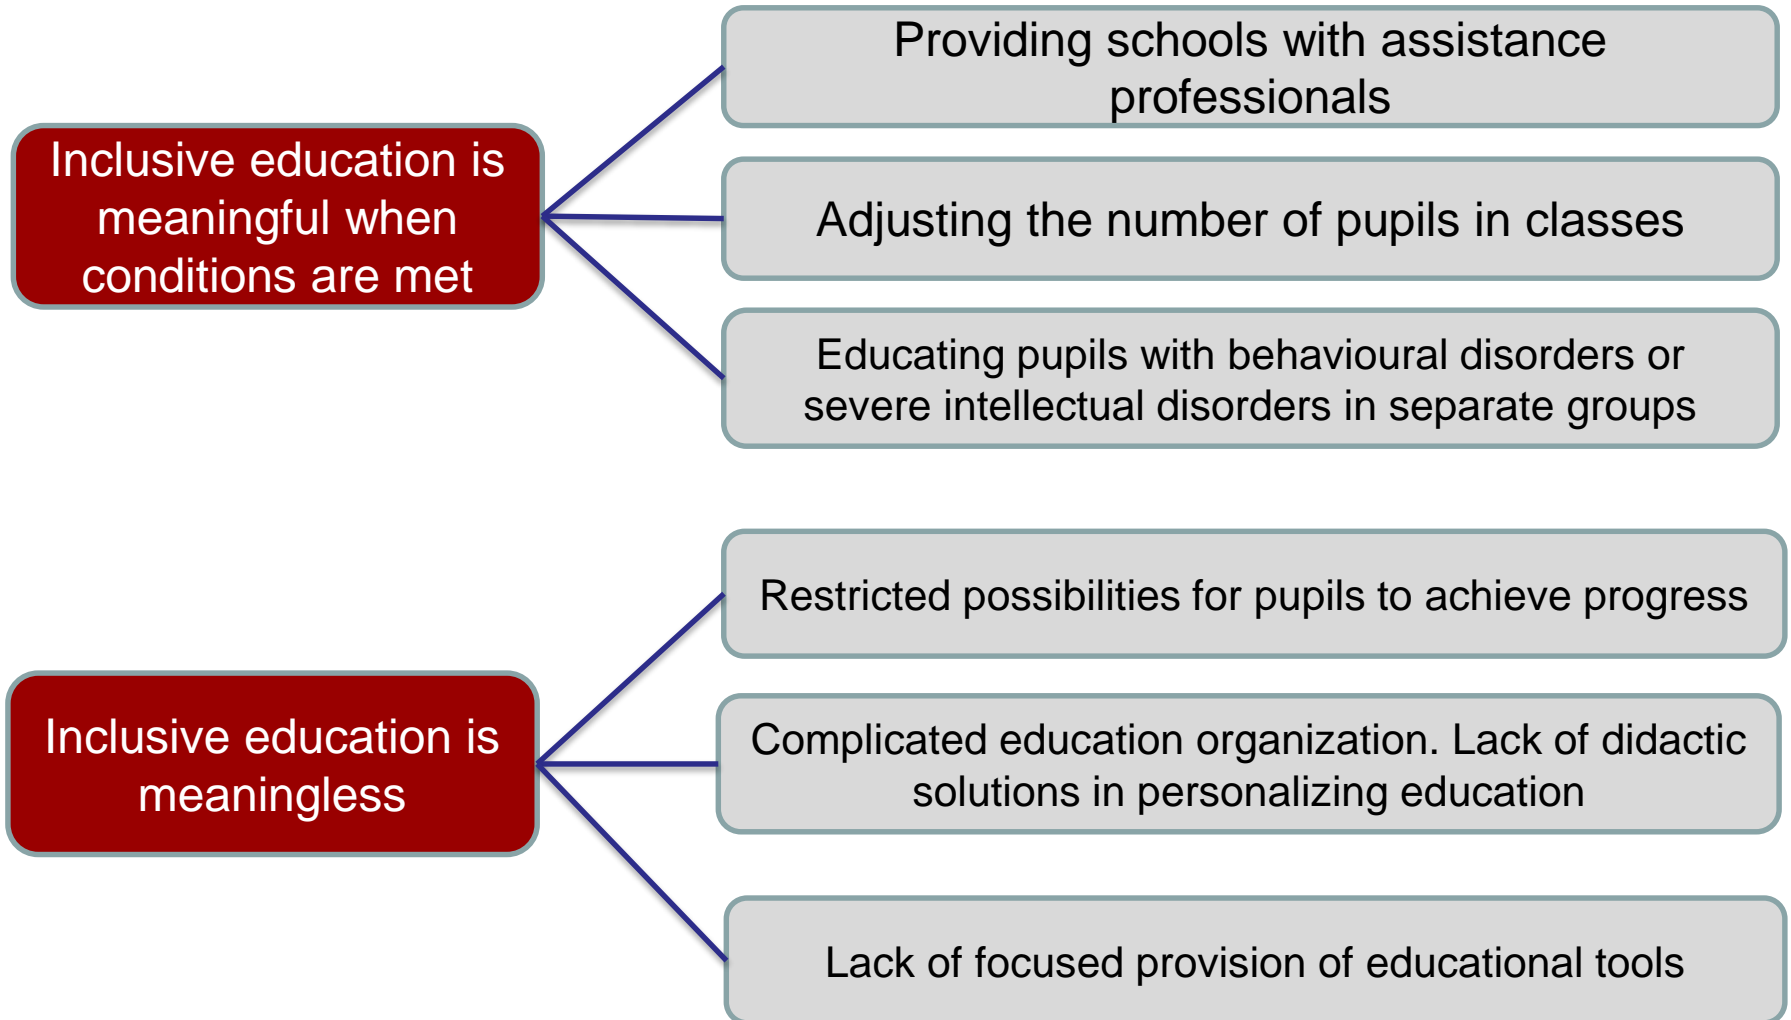 Inclusive education is
meaningful when
conditions are met
Providing schools with assistance
professionals
Adjusting the number of pupils in classes
Educating pupils with behavioural disorders or
severe intellectual disorders in separate groups
Inclusive education is
meaningless
Restricted possibilities for pupils to achieve progress
Complicated education organization. Lack of didactic
solutions in personalizing education
Lack of focused provision of educational tools